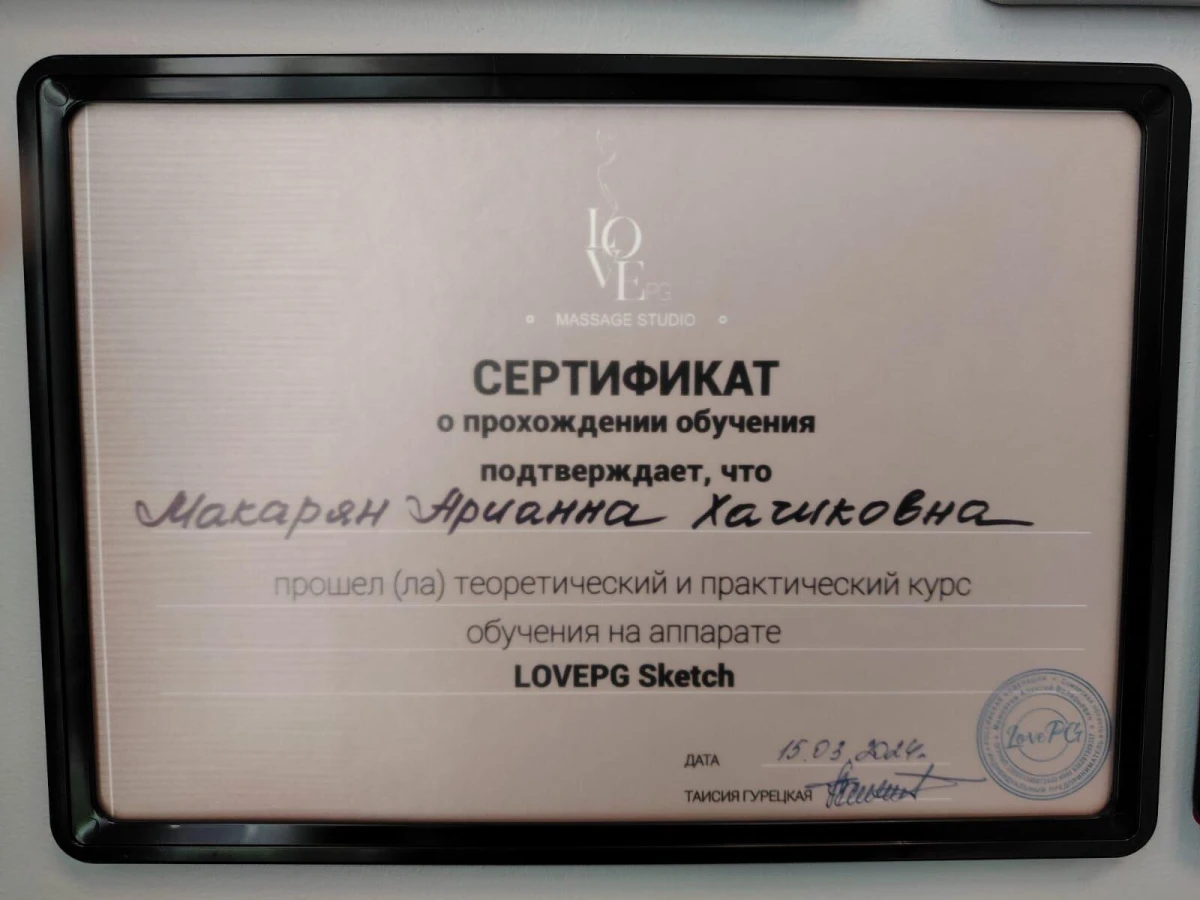 LOVE PG
MASSAGE STUDIO
СЕРТИФИКАТ
о прохождении обучения
подтверждает, что
Макарян Арианна Хачиковна
прошел (ла) теоретический и практический курс
обучения на аппарате
LOVEPG Sketch
ДАТА 15.03.2024г.
ТАИСИЯ ГУРЕЦКАЯ
LovePG